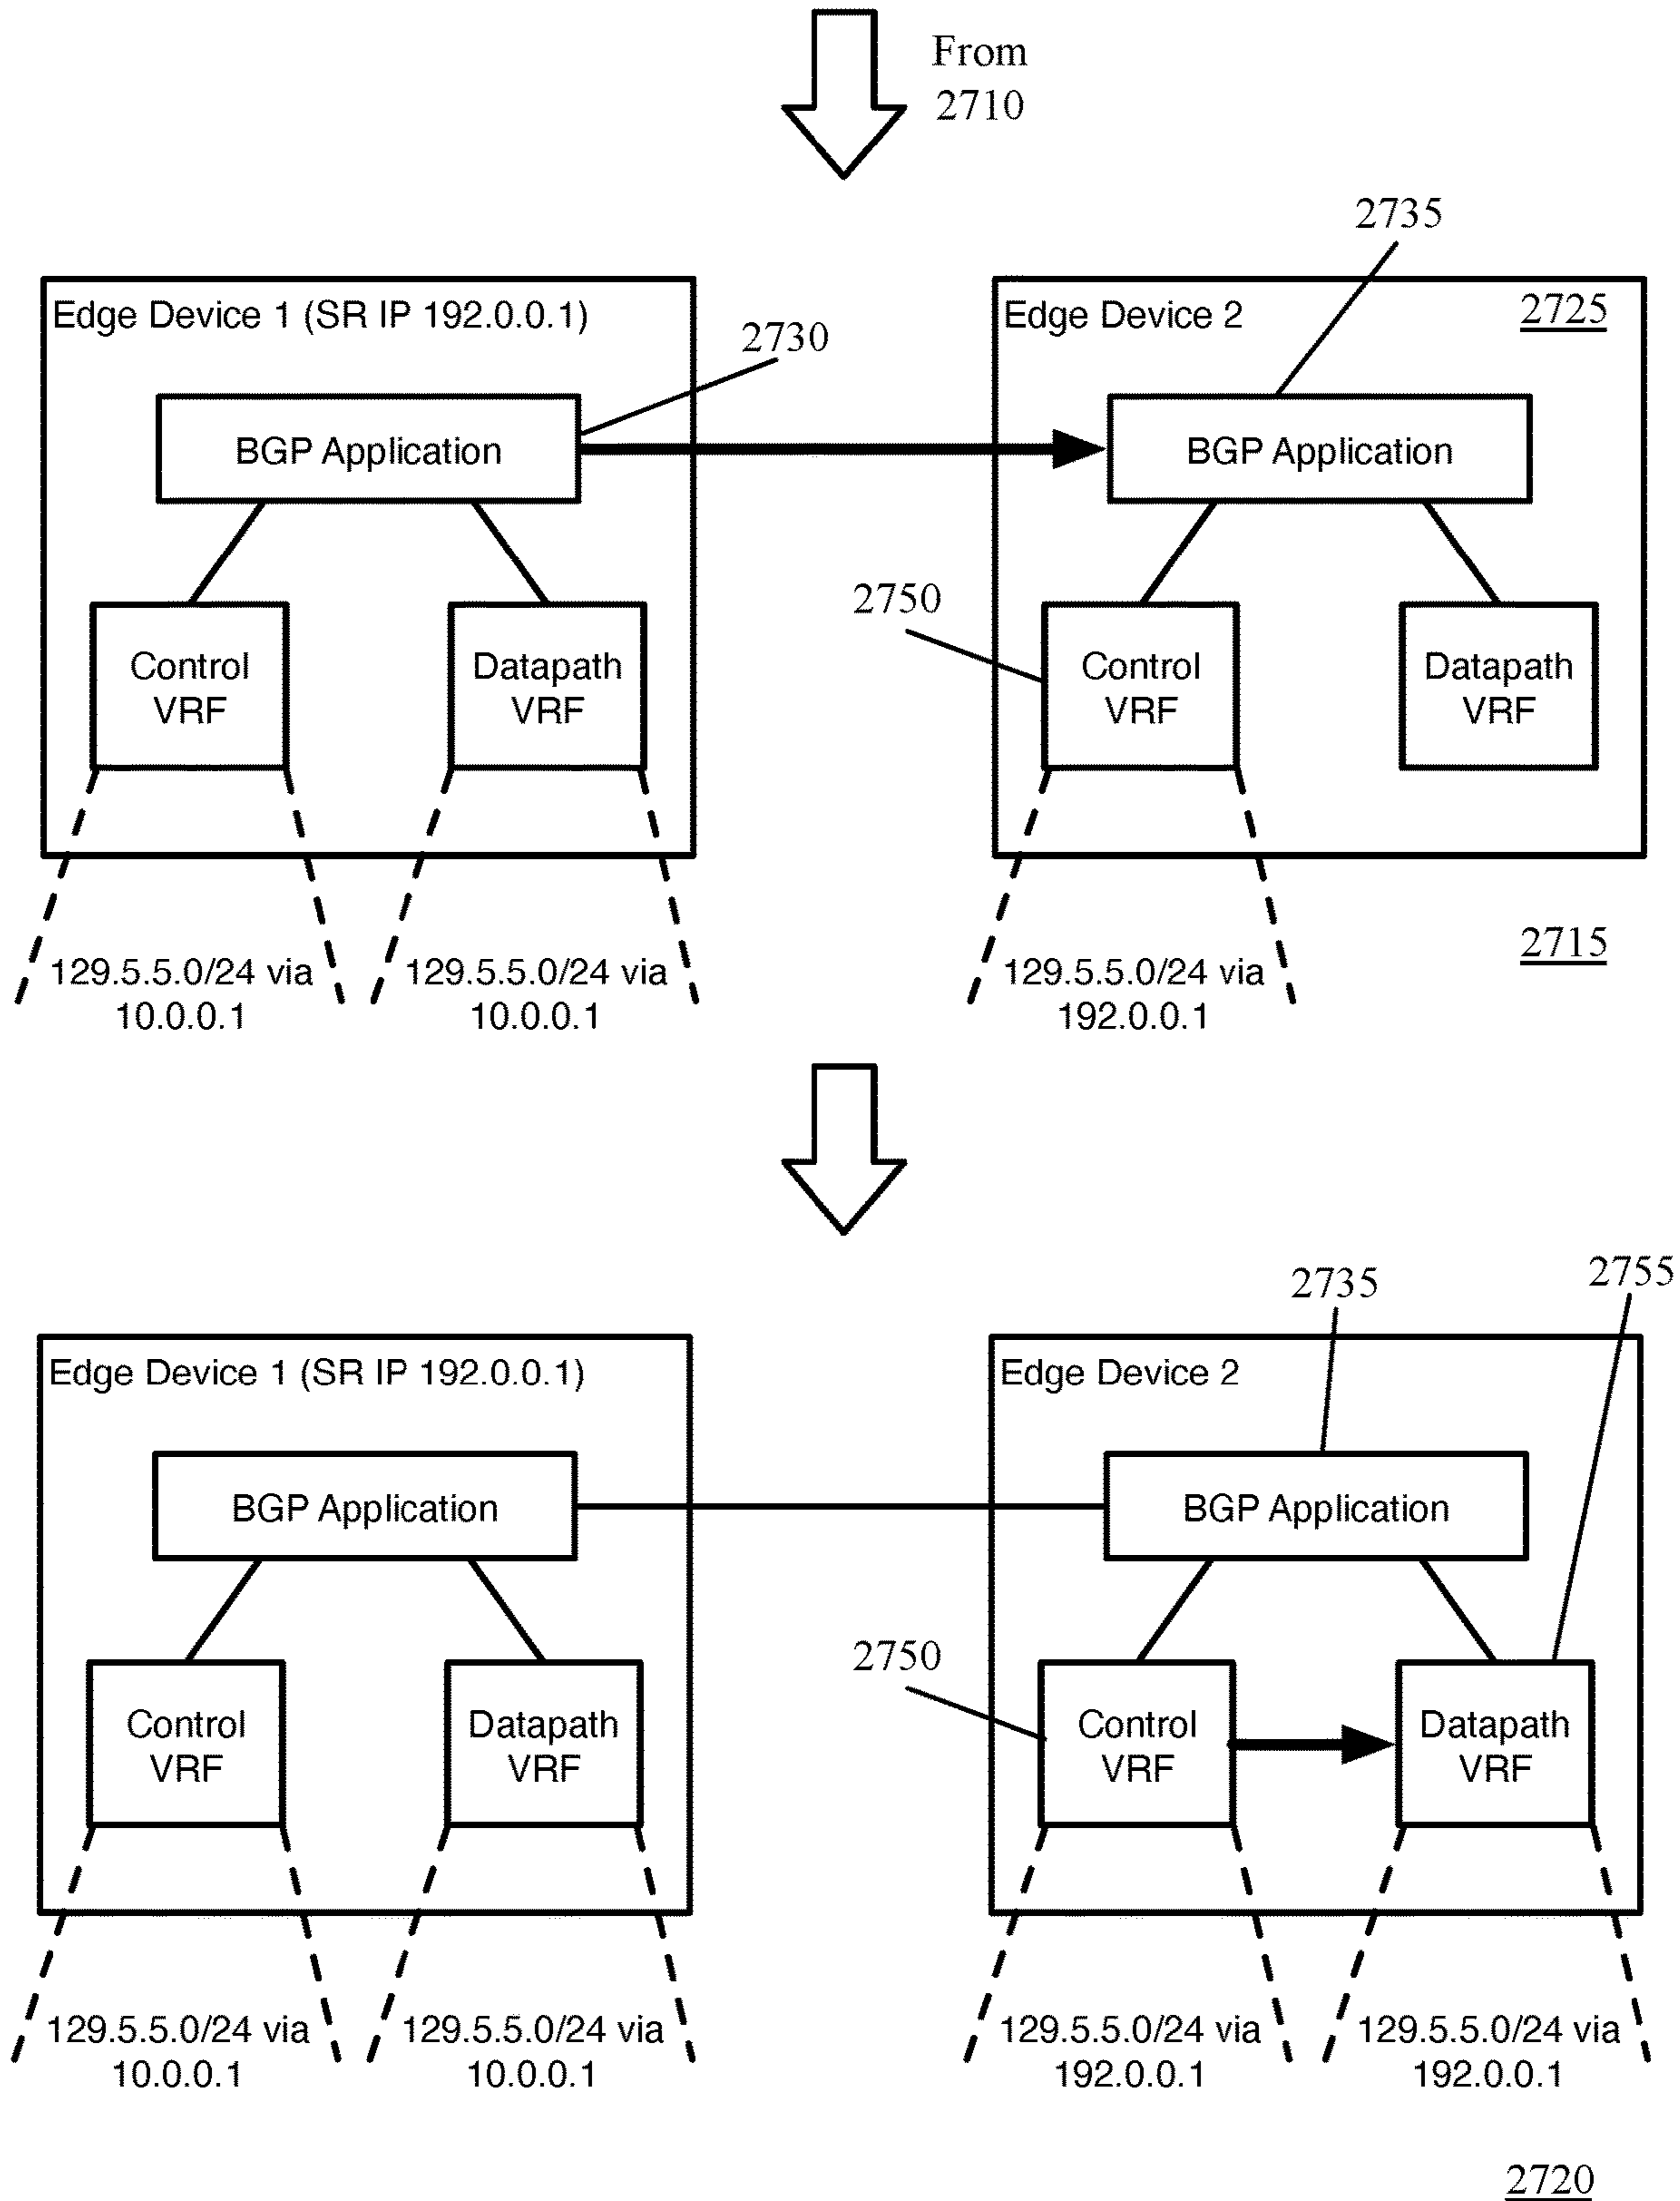 From
2710
2735
Edge Device 1 (SR IP 192.0.0.1)
2730
Edge Device 2
2725
BGP Application
BGP Application
2750
Control
VRF
Datapath
VRF
Control
VRF
Datapath
VRF
2715
129.5.5.0/24 via
10.0.0.1
129.5.5.0/24 via
10.0.0.1
129.5.5.0/24 via
192.0.0.1
2735
2755
Edge Device 1 (SR IP 192.0.0.1)
Edge Device 2
BGP Application
BGP Application
2750
Control
VRF
Datapath
VRF
Control
VRF
Datapath
VRF
129.5.5.0/24 via
10.0.0.1
129.5.5.0/24 via
10.0.0.1
129.5.5.0/24 via
192.0.0.1
129.5.5.0/24 via
192.0.0.1
2720